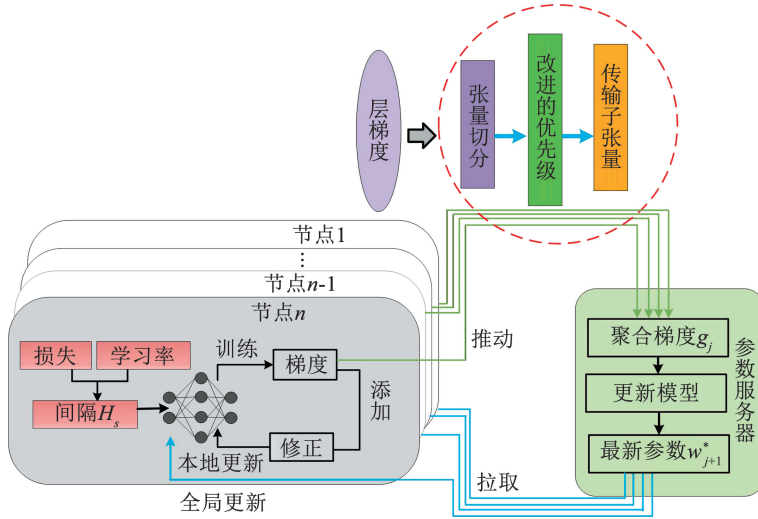 层梯度
张量切分
改进的优先级
传输子张量
节点1
⋮
节点n-1
节点n
损失
学习率
间隔Hₛ
训练
梯度
添加
修正
本地更新
全局更新
推动
拉取
聚合梯度gⱼ
更新模型
最新参数w*ⱼ₊₁
参数服务器